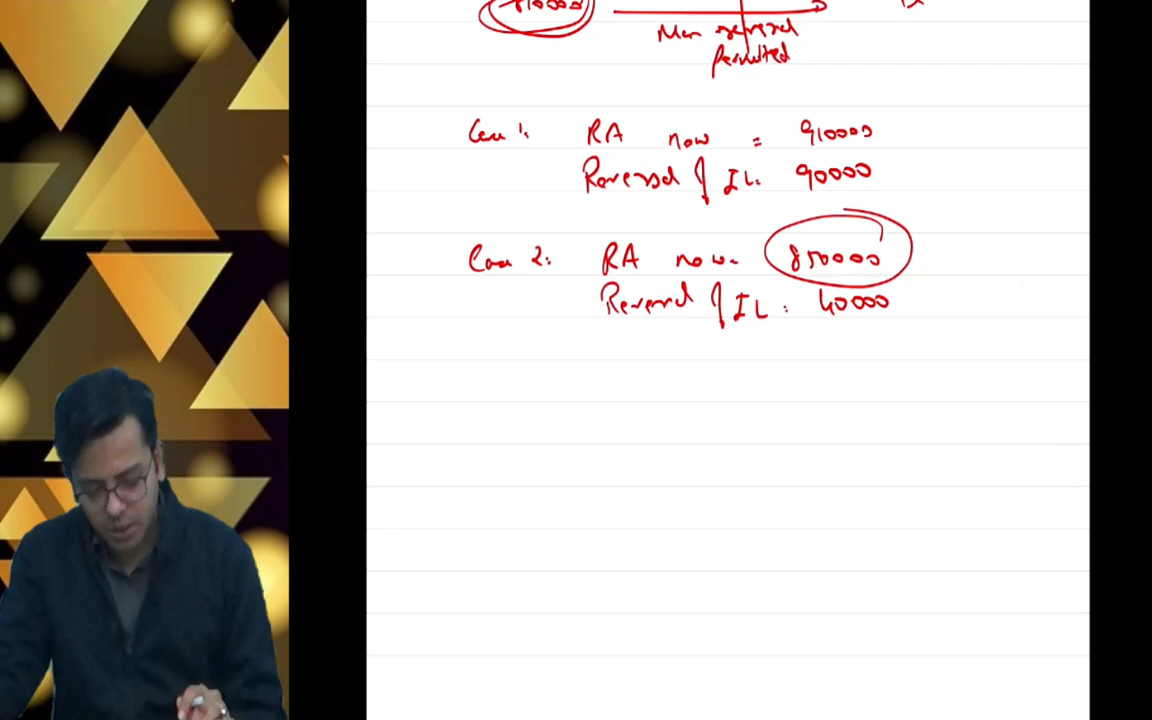 810000
Max reversal
permitted
Case 1: RA now = 910000
Reversal of IL: 90000
Case 2: RA now = 850000
Reversal of IL: 40000